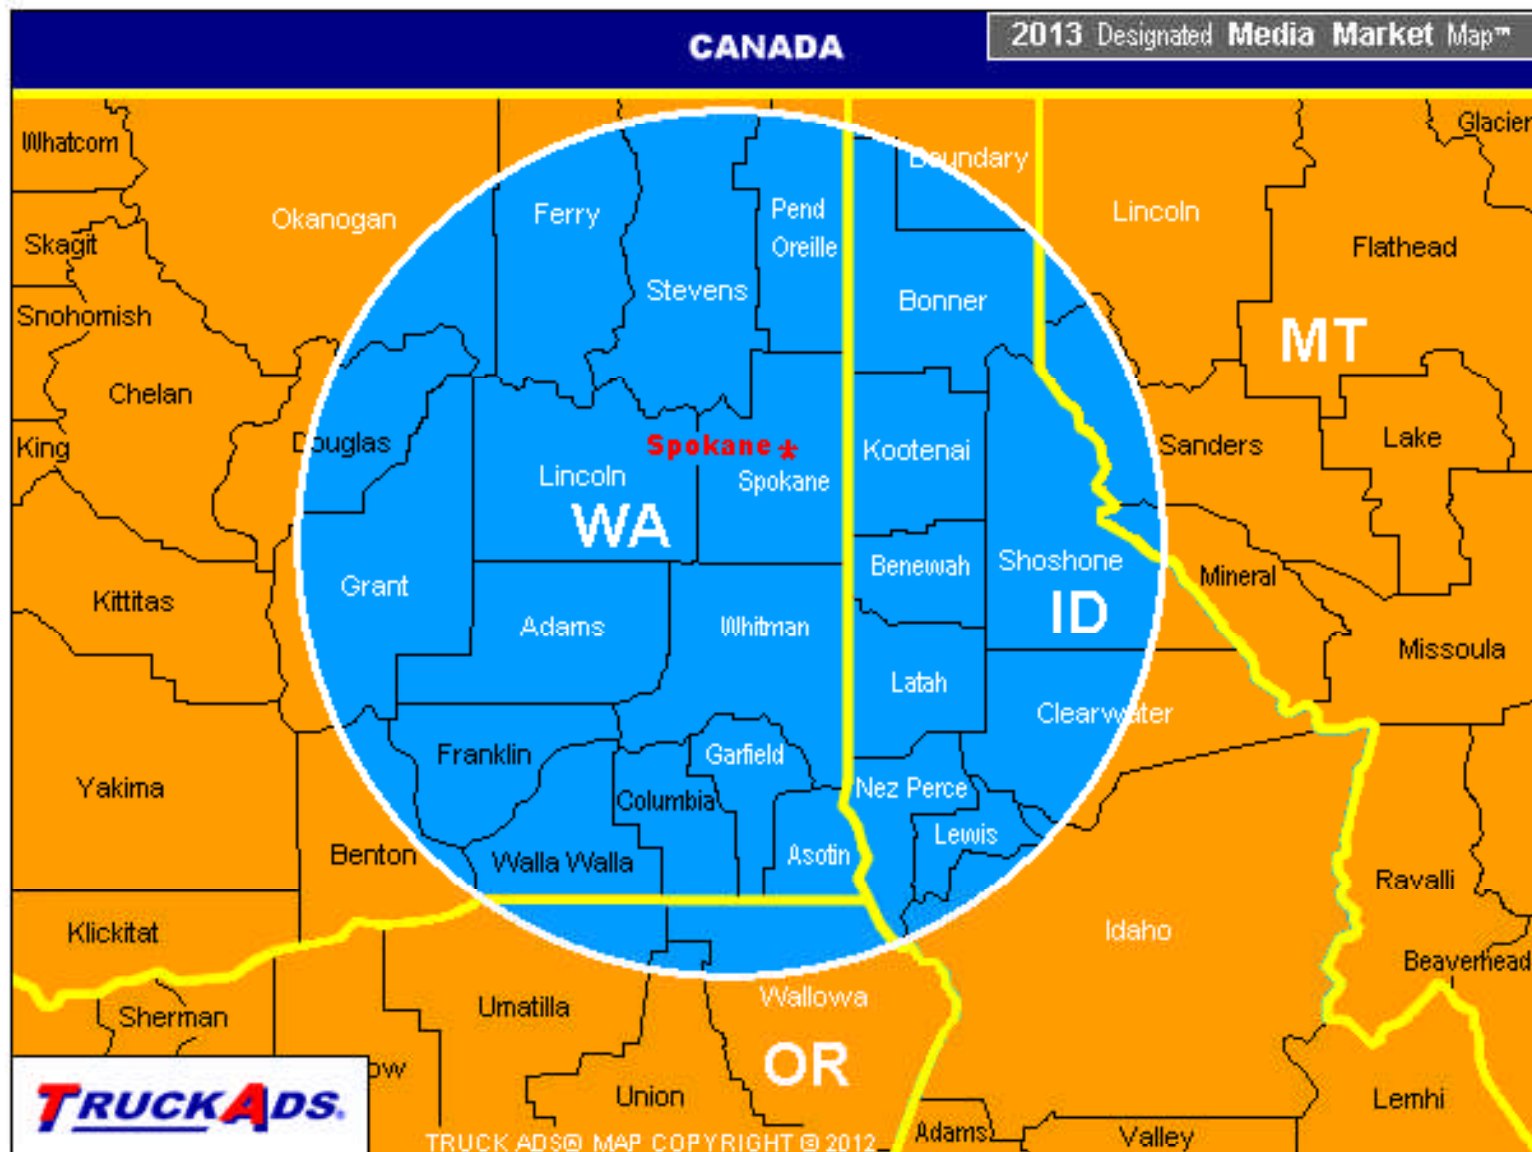 CANADA
2013 Designated Media Market Map™
Whatcom
Glacier
Boundary
Okanogan
Ferry
Pend
Oreille
Lincoln
Skagit
Flathead
Stevens
Bonner
Snohomish
MT
Chelan
King
Douglas
Spokane*
Kootenai
Sanders
Lake
Lincoln
Spokane
WA
Grant
Benewah
Shoshone
Mineral
Kittitas
Adams
Whitman
ID
Missoula
Latah
Clearwater
Franklin
Garfield
Yakima
Nez Perce
Columbia
Lewis
Benton
Walla Walla
Asotin
Ravalli
Klickitat
Idaho
Beaverhead
Umatilla
Wallowa
Sherman
OR
ow
Union
Lemhi
TRUCKADS.
TRUCK ADS® MAP COPYRIGHT © 2012
Adams
Valley